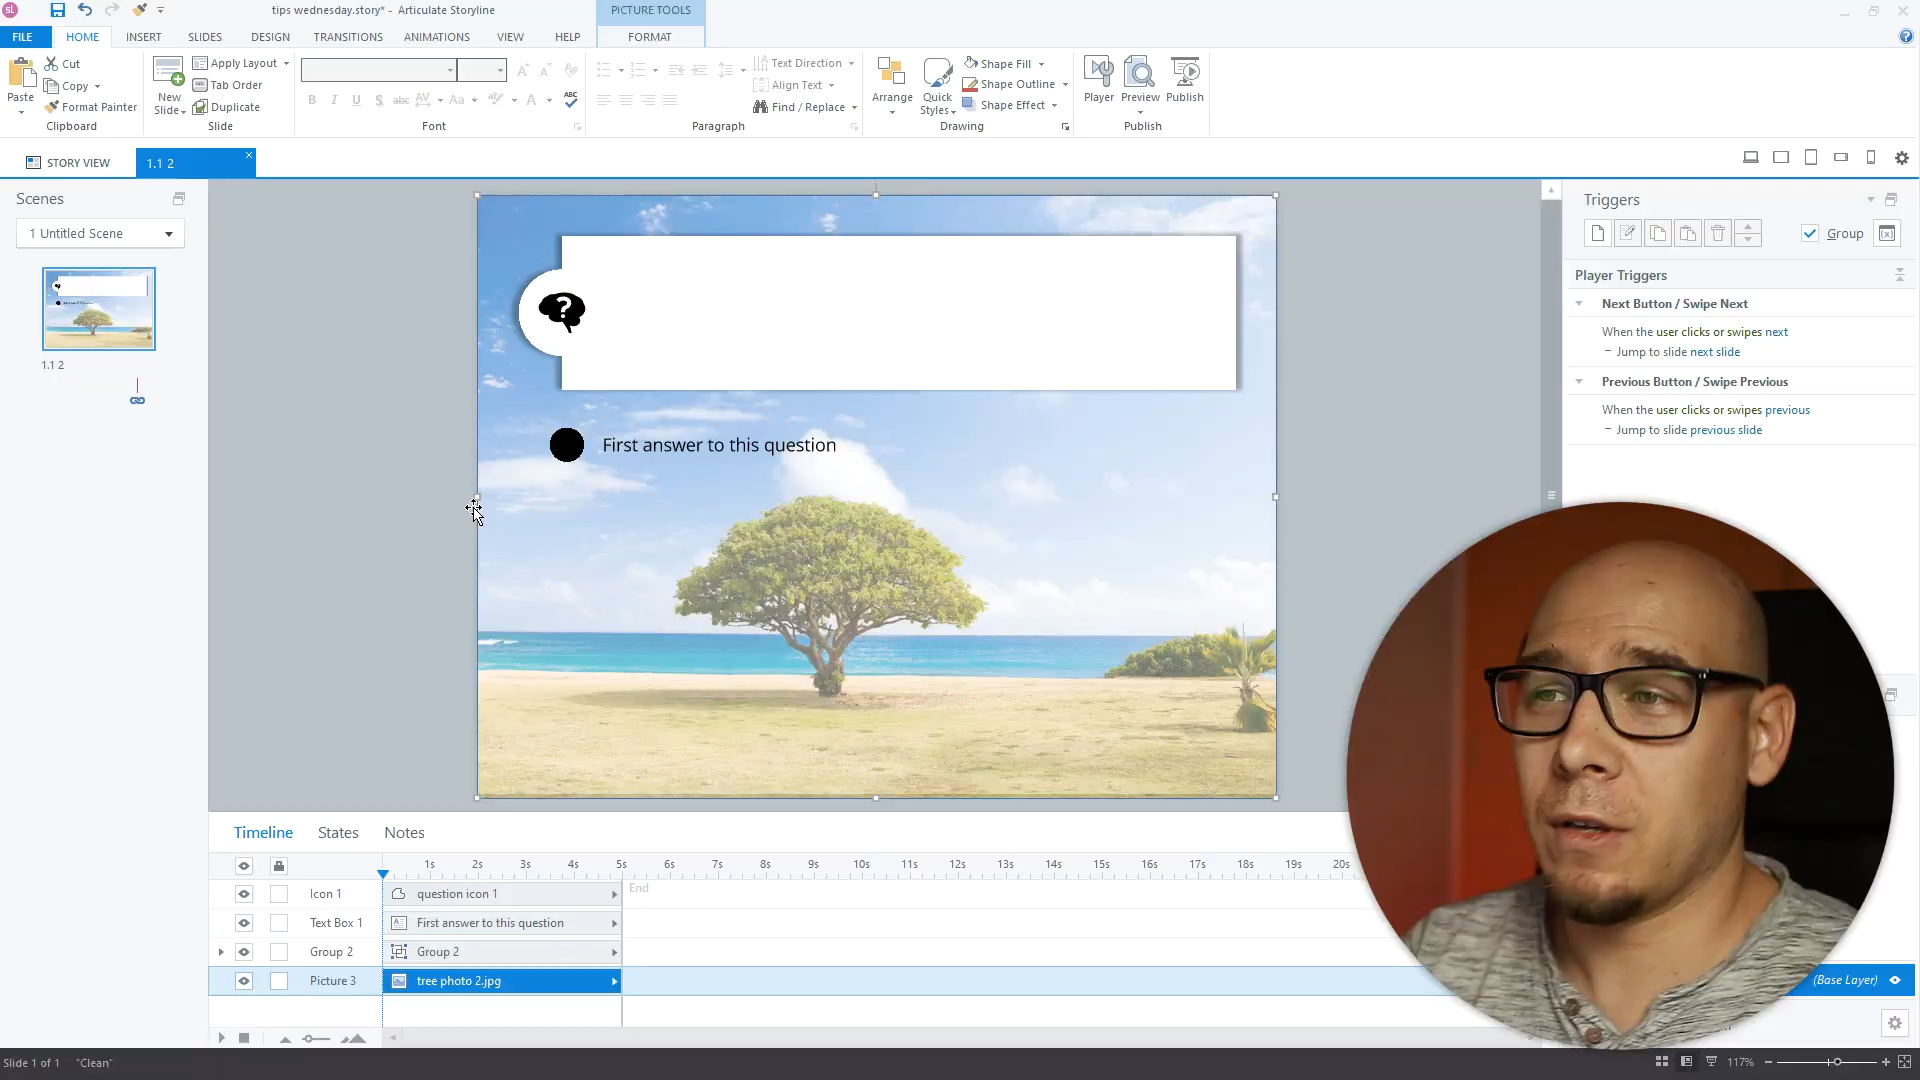 tips wednesday.story* - Articulate Storyline
PICTURE TOOLS
FILE HOME INSERT SLIDES DESIGN TRANSITIONS ANIMATIONS VIEW HELP FORMAT
Paste
Cut
Copy
Format Painter
Clipboard
New Slide
Apply Layout
Tab Order
Duplicate
Slide
B I U S abc AV Aa A ABC
Font
Text Direction
Align Text
Find / Replace
Paragraph
Arrange
Quick Styles
Shape Fill
Shape Outline
Shape Effect
Drawing
Player
Preview
Publish
Publish
STORY VIEW
1.1 2
Scenes
1 Untitled Scene
1.1 2
?
First answer to this question
Triggers
Group
Player Triggers
Next Button / Swipe Next
When the user clicks or swipes next
– Jump to slide next slide
Previous Button / Swipe Previous
When the user clicks or swipes previous
– Jump to slide previous slide
Timeline States Notes
1s 2s 3s 4s 5s 6s 7s 8s 9s 10s 11s 12s 13s 14s 15s 16s 17s 18s 19s 20s
Icon 1 question icon 1 End
Text Box 1 First answer to this question
Group 2 Group 2
Picture 3 tree photo 2.jpg
(Base Layer)
Slide 1 of 1 "Clean" 117%